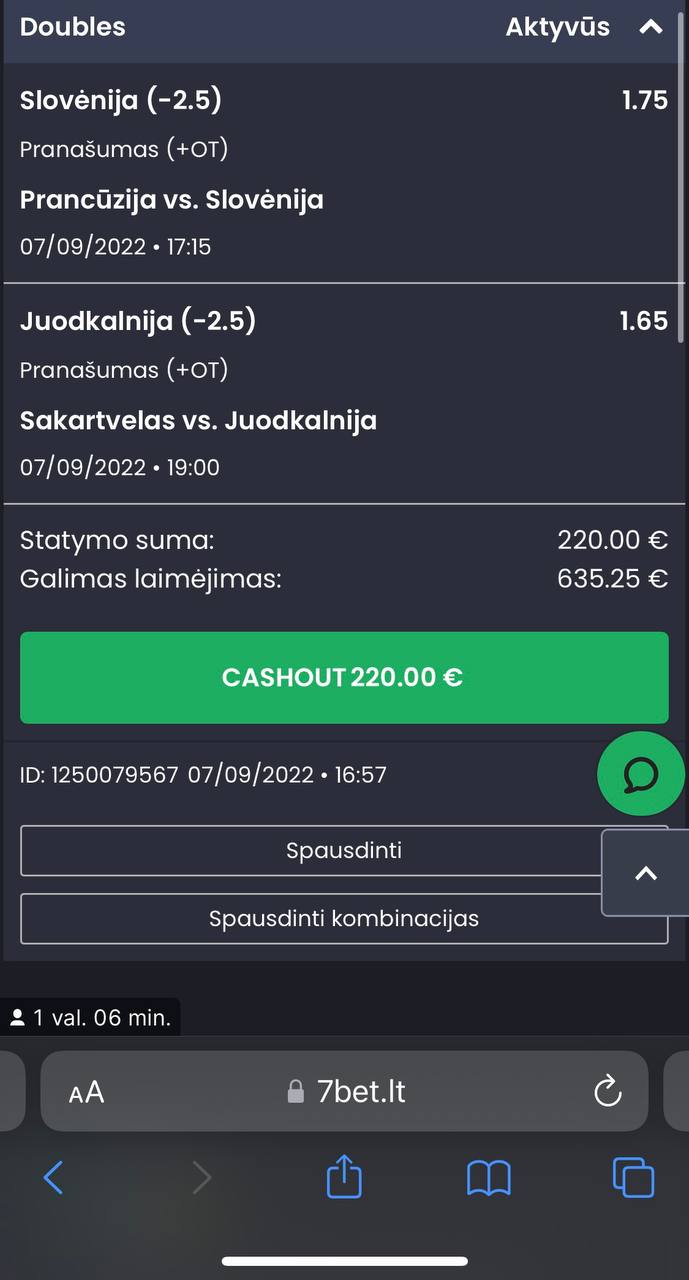 Doubles Aktyvūs
Slovėnija (-2.5) 1.75
Pranašumas (+OT)
Prancūzija vs. Slovėnija
07/09/2022 • 17:15
Juodkalnija (-2.5) 1.65
Pranašumas (+OT)
Sakartvelas vs. Juodkalnija
07/09/2022 • 19:00
Statymo suma: 220.00 €
Galimas laimėjimas: 635.25 €
CASHOUT 220.00 €
ID: 1250079567 07/09/2022 • 16:57
Spausdinti
Spausdinti kombinacijas
1 val. 06 min.
AA 7bet.lt